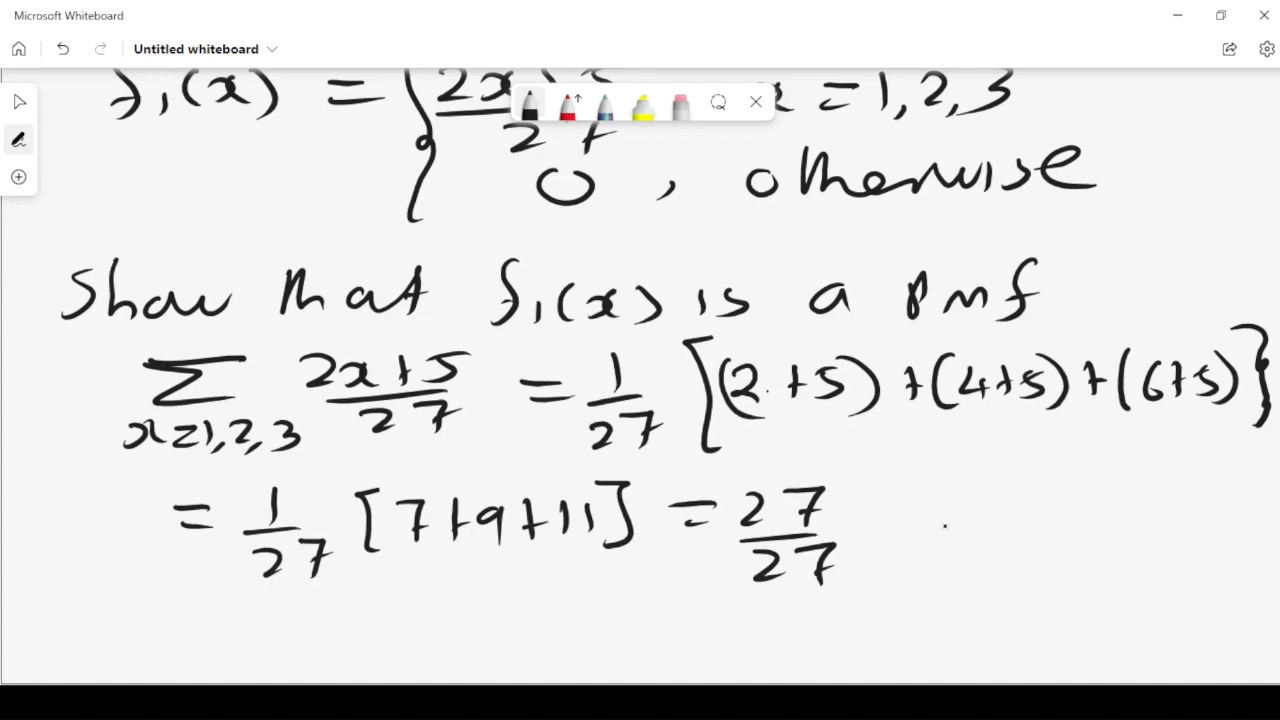 Microsoft Whiteboard
Untitled whiteboard
f₁(x) = { 2x+5/27, x = 1, 2, 3
0 , otherwise
Show that f₁(x) is a pmf
∑ x=1,2,3 2x+5/27 = 1/27 [(2+5)+(4+5)+(6+5)}
= 1/27 [7+9+11] = 27/27